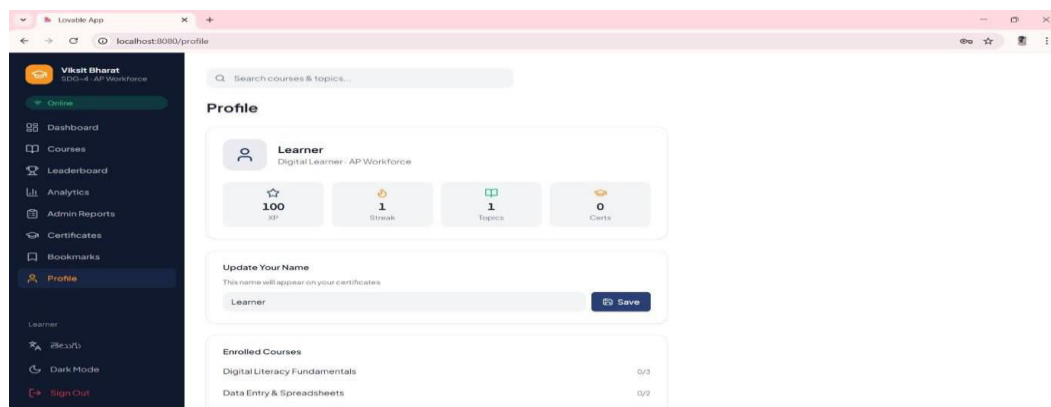 Lovable App
localhost:8080/profile
Viksit Bharat
SDG-4 · AP Workforce
Online
Dashboard
Courses
Leaderboard
Analytics
Admin Reports
Certificates
Bookmarks
Profile
Learner
తెలుగు
Dark Mode
Sign Out
Search courses & topics...
Profile
Learner
Digital Learner · AP Workforce
100
XP
1
Streak
1
Topics
0
Certs
Update Your Name
This name will appear on your certificates
Learner
Save
Enrolled Courses
Digital Literacy Fundamentals 0/3
Data Entry & Spreadsheets 0/2